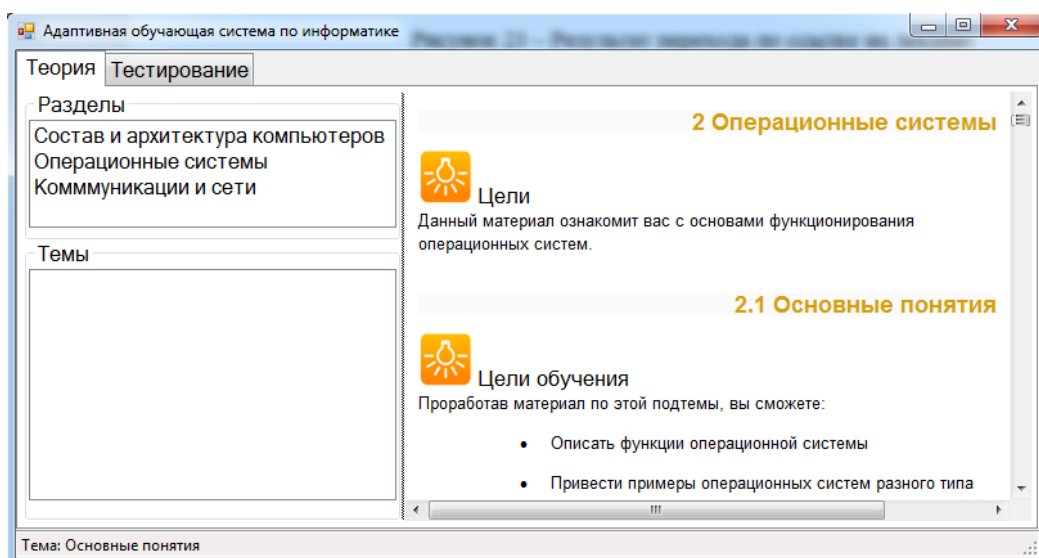 Адаптивная обучающая система по информатике
Теория Тестирование
Разделы
Состав и архитектура компьютеров
Операционные системы
Комммуникации и сети
Темы
2 Операционные системы
Цели
Данный материал ознакомит вас с основами функционирования
операционных систем.
2.1 Основные понятия
Цели обучения
Проработав материал по этой подтемы, вы сможете:
• Описать функции операционной системы
• Привести примеры операционных систем разного типа
Тема: Основные понятия